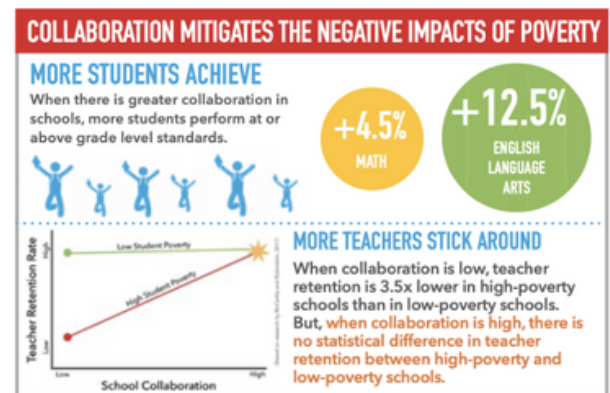 COLLABORATION MITIGATES THE NEGATIVE IMPACTS OF POVERTY
MORE STUDENTS ACHIEVE
When there is greater collaboration in
schools, more students perform at or
above grade level standards.
+4.5%
MATH
+12.5%
ENGLISH
LANGUAGE
ARTS
Teacher Retention Rate
High
Low
Low Student Poverty
High Student Poverty
Low
High
School Collaboration
MORE TEACHERS STICK AROUND
When collaboration is low, teacher
retention is 3.5x lower in high-poverty
schools than in low-poverty schools.
But, when collaboration is high, there is
no statistical difference in teacher
retention between high-poverty and
low-poverty schools.